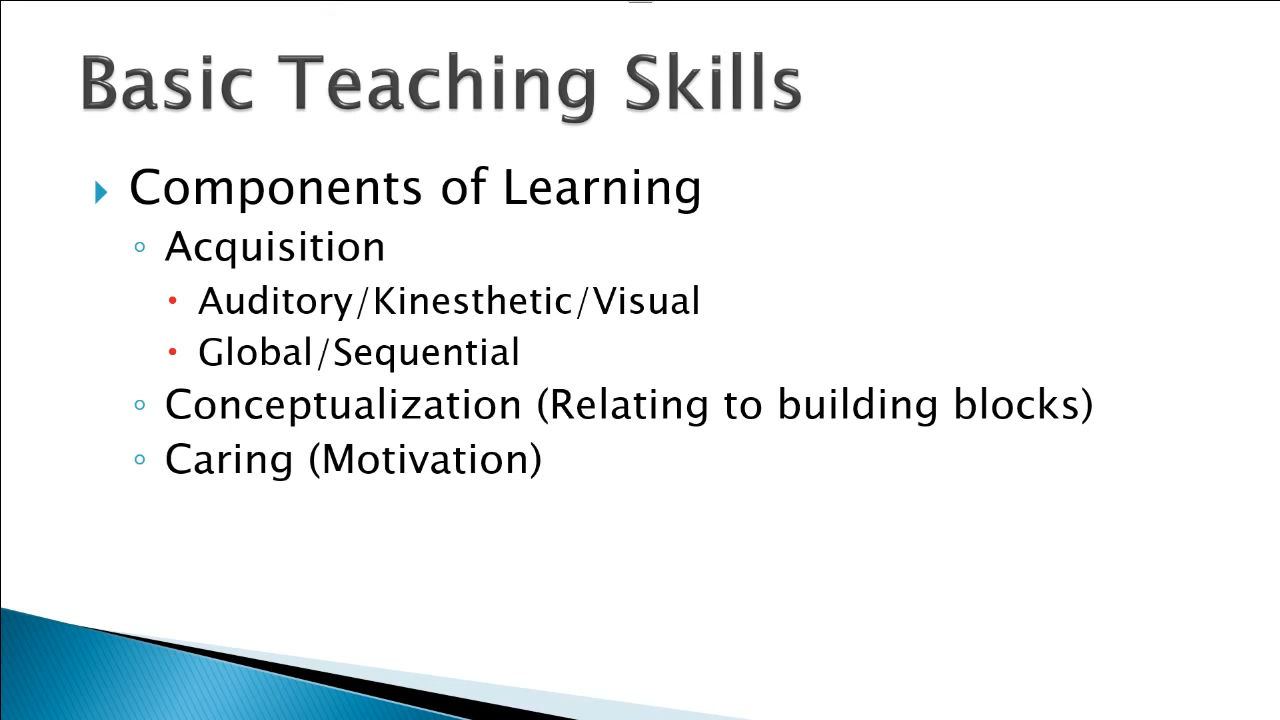 Basic Teaching Skills
Components of Learning
Acquisition
Auditory/Kinesthetic/Visual
Global/Sequential
Conceptualization (Relating to building blocks)
Caring (Motivation)